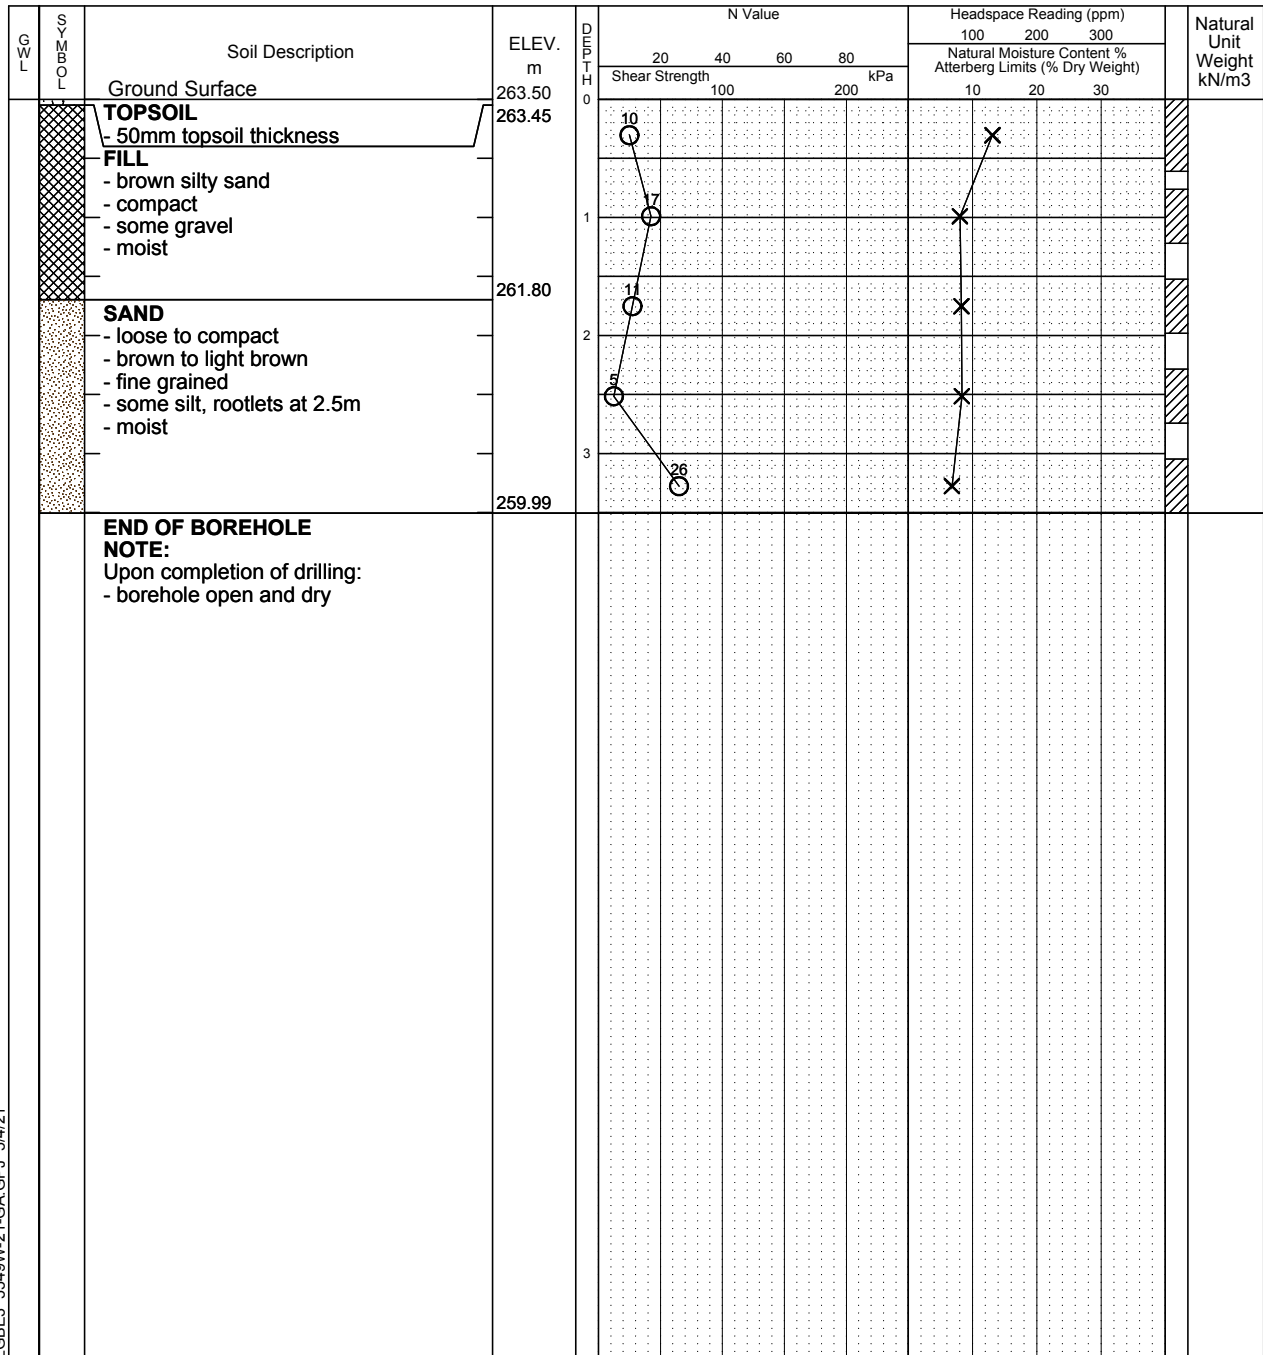 GWL
SYMBOL
Soil Description
Ground Surface
ELEV.
m
263.50
DEPTH
0
N Value
20 40 60 80
Shear Strength kPa
100 200
Headspace Reading (ppm)
100 200 300
Natural Moisture Content %
Atterberg Limits (% Dry Weight)
10 20 30
Natural
Unit
Weight
kN/m3
TOPSOIL
263.45
- 50mm topsoil thickness
10
FILL
- brown silty sand
- compact
17
- some gravel
1
- moist
261.80
11
SAND
- loose to compact
2
- brown to light brown
- fine grained
5
- some silt, rootlets at 2.5m
- moist
3
26
259.99
END OF BOREHOLE
NOTE:
Upon completion of drilling:
- borehole open and dry